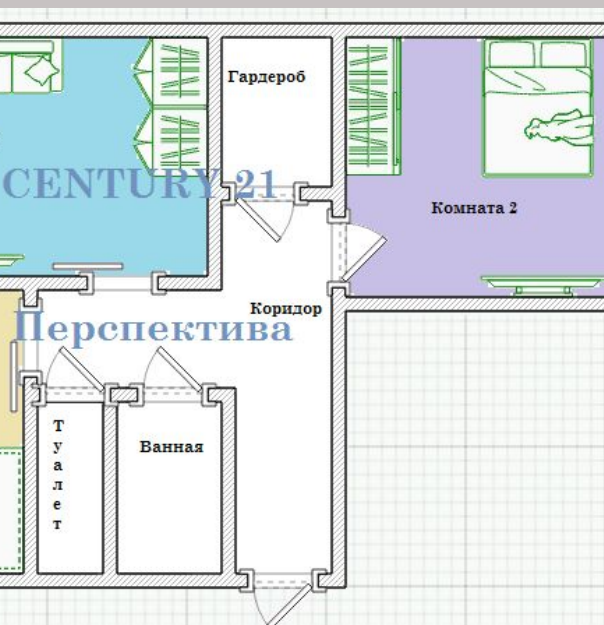 Гардероб
CENTURY 21
Комната 2
Коридор
Перспектива
Туалет
Ванная